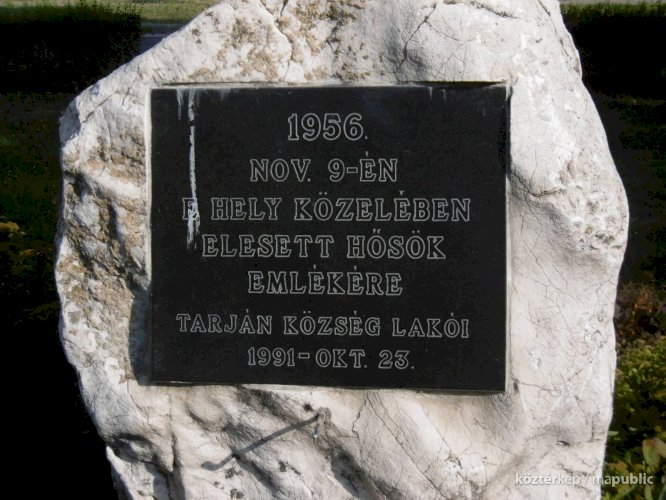 1956.
NOV. 9-ÉN
E HELY KÖZELÉBEN
ELESETT HŐSÖK
EMLÉKÉRE
TARJÁN KÖZSÉG LAKÓI
1991-OKT. 23.
köztérkép / mapublic